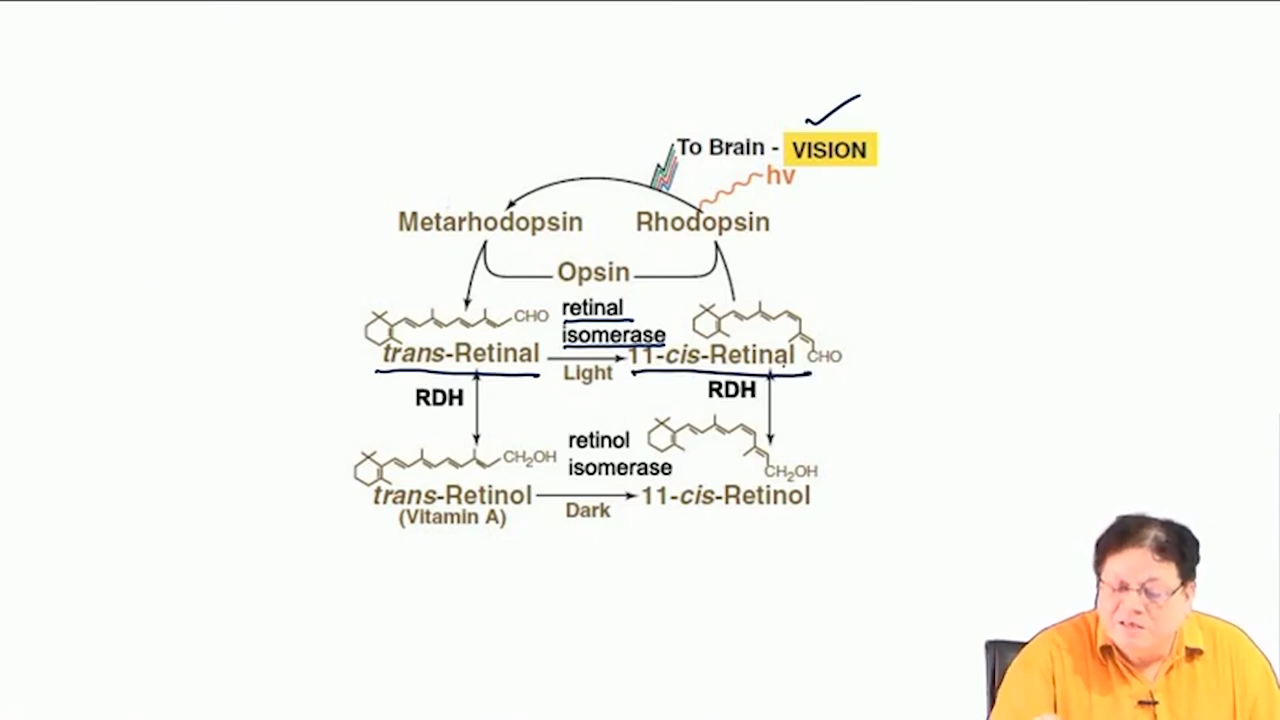 To Brain - VISION
hν
Metarhodopsin Rhodopsin
Opsin
CHO retinal
isomerase
trans-Retinal 11-cis-Retinal CHO
Light
RDH RDH
CH₂OH retinol
isomerase CH₂OH
trans-Retinol 11-cis-Retinol
(Vitamin A) Dark